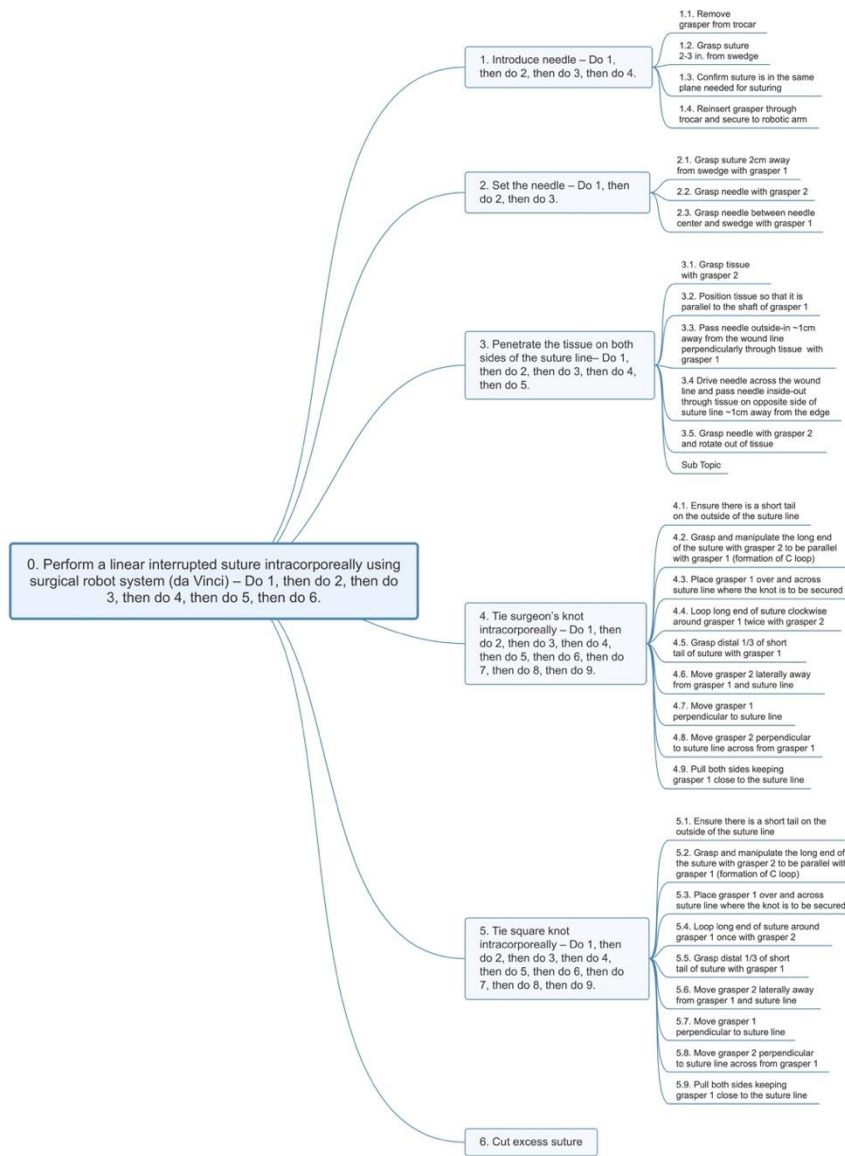 0. Perform a linear interrupted suture intracorporeally using
surgical robot system (da Vinci) – Do 1, then do 2, then do
3, then do 4, then do 5, then do 6.
1. Introduce needle – Do 1,
then do 2, then do 3, then do 4.
1.1. Remove
grasper from trocar
1.2. Grasp suture
2-3 in. from swedge
1.3. Confirm suture is in the same
plane needed for suturing
1.4. Reinsert grasper through
trocar and secure to robotic arm
2. Set the needle – Do 1, then
do 2, then do 3.
2.1. Grasp suture 2cm away
from swedge with grasper 1
2.2. Grasp needle with grasper 2
2.3. Grasp needle between needle
center and swedge with grasper 1
3. Penetrate the tissue on both
sides of the suture line– Do 1,
then do 2, then do 3, then do 4,
then do 5.
3.1. Grasp tissue
with grasper 2
3.2. Position tissue so that it is
parallel to the shaft of grasper 1
3.3. Pass needle outside-in ~1cm
away from the wound line
perpendicularly through tissue with
grasper 1
3.4 Drive needle across the wound
line and pass needle inside-out
through tissue on opposite side of
suture line ~1cm away from the edge
3.5. Grasp needle with grasper 2
and rotate out of tissue
Sub Topic
4. Tie surgeon's knot
intracorporeally – Do 1, then
do 2, then do 3, then do 4,
then do 5, then do 6, then do
7, then do 8, then do 9.
4.1. Ensure there is a short tail
on the outside of the suture line
4.2. Grasp and manipulate the long end
of the suture with grasper 2 to be parallel
with grasper 1 (formation of C loop)
4.3. Place grasper 1 over and across
suture line where the knot is to be secured
4.4. Loop long end of suture clockwise
around grasper 1 twice with grasper 2
4.5. Grasp distal 1/3 of short
tail of suture with grasper 1
4.6. Move grasper 2 laterally away
from grasper 1 and suture line
4.7. Move grasper 1
perpendicular to suture line
4.8. Move grasper 2 perpendicular
to suture line across from grasper 1
4.9. Pull both sides keeping
grasper 1 close to the suture line
5. Tie square knot
intracorporeally – Do 1, then
do 2, then do 3, then do 4,
then do 5, then do 6, then do
7, then do 8, then do 9.
5.1. Ensure there is a short tail on the
outside of the suture line
5.2. Grasp and manipulate the long end of
the suture with grasper 2 to be parallel with
grasper 1 (formation of C loop)
5.3. Place grasper 1 over and across
suture line where the knot is to be secured
5.4. Loop long end of suture around
grasper 1 once with grasper 2
5.5. Grasp distal 1/3 of short
tail of suture with grasper 1
5.6. Move grasper 2 laterally away
from grasper 1 and suture line
5.7. Move grasper 1
perpendicular to suture line
5.8. Move grasper 2 perpendicular
to suture line across from grasper 1
5.9. Pull both sides keeping
grasper 1 close to the suture line
6. Cut excess suture